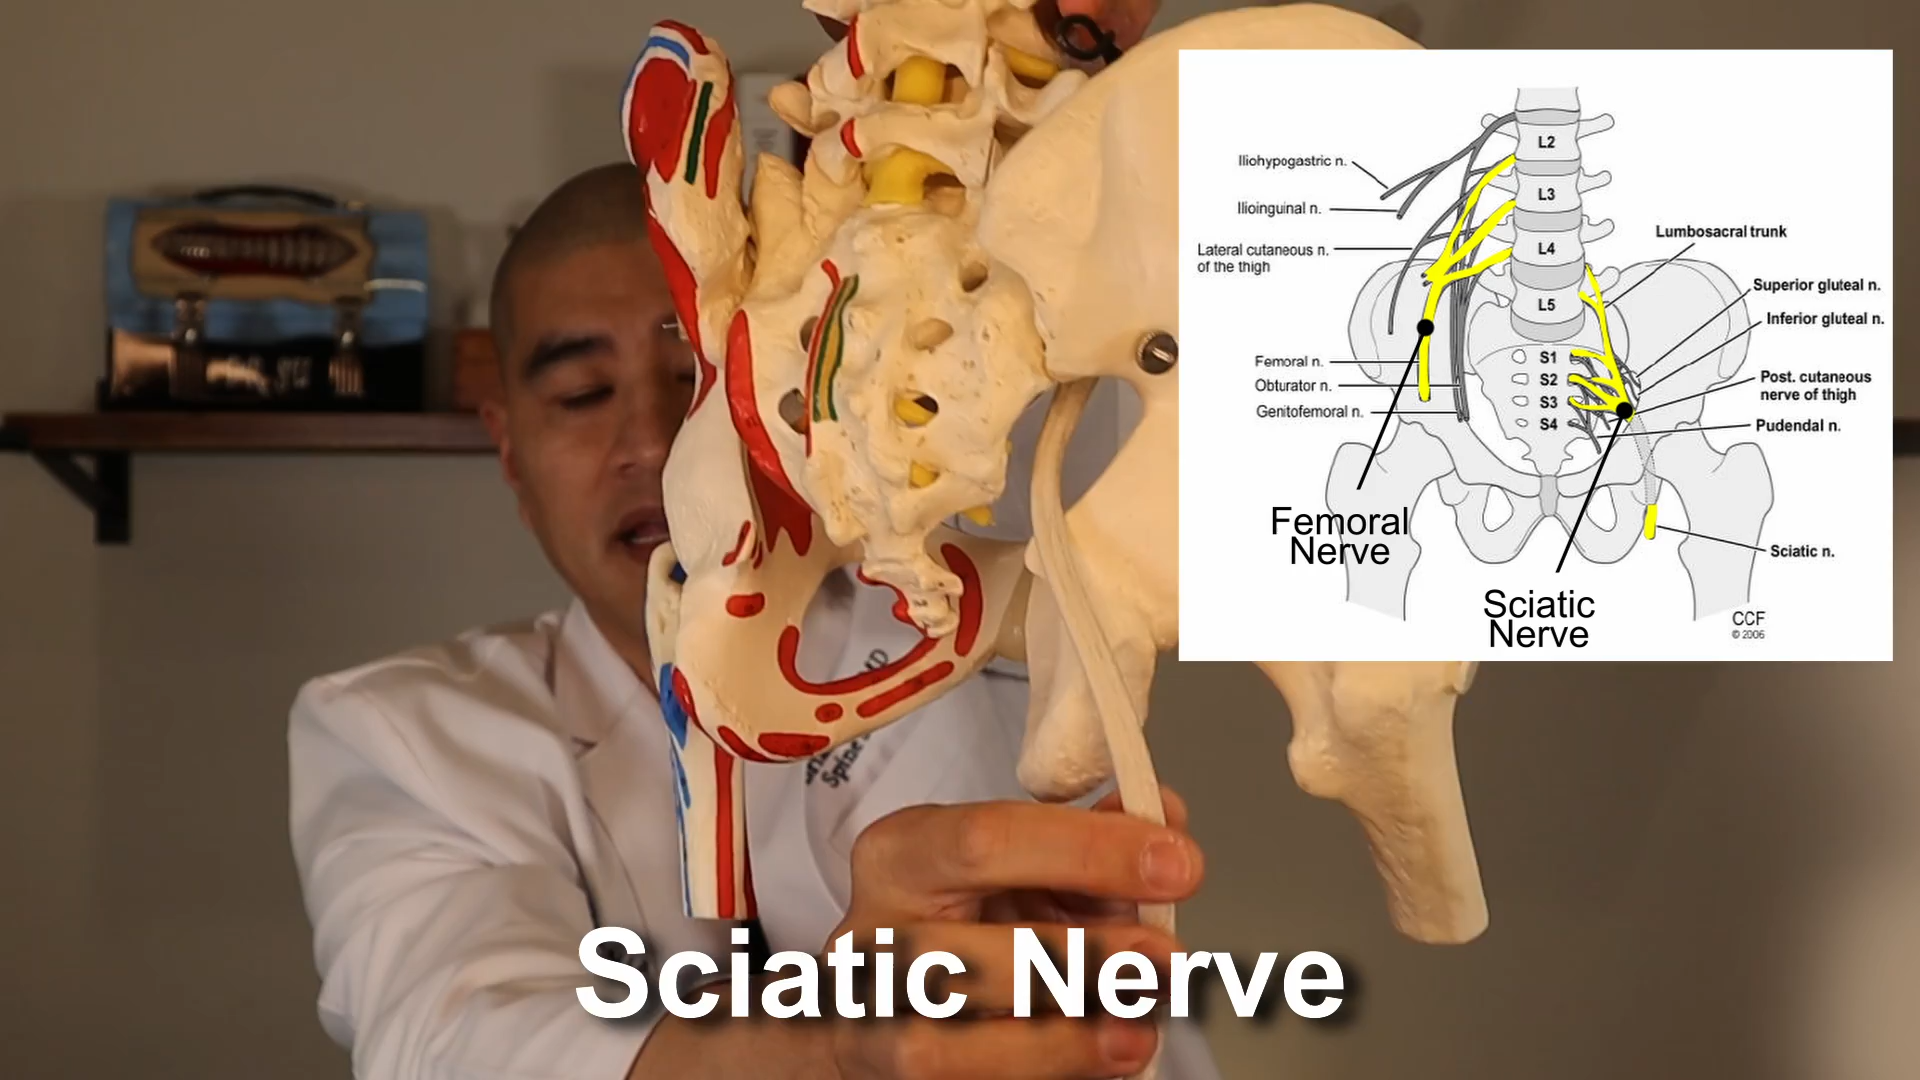 L2
Iliohypogastric n.
L3
Ilioinguinal n.
Lumbosacral trunk
Lateral cutaneous n.
of the thigh
L4
Superior gluteal n.
L5
Inferior gluteal n.
Femoral n.
S1
Obturator n.
S2
Post. cutaneous
nerve of thigh
Genitofemoral n.
S3
S4
Pudendal n.
Femoral
Nerve
Sciatic n.
Sciatic
Nerve
CCF
© 2006
Spine
Sciatic Nerve